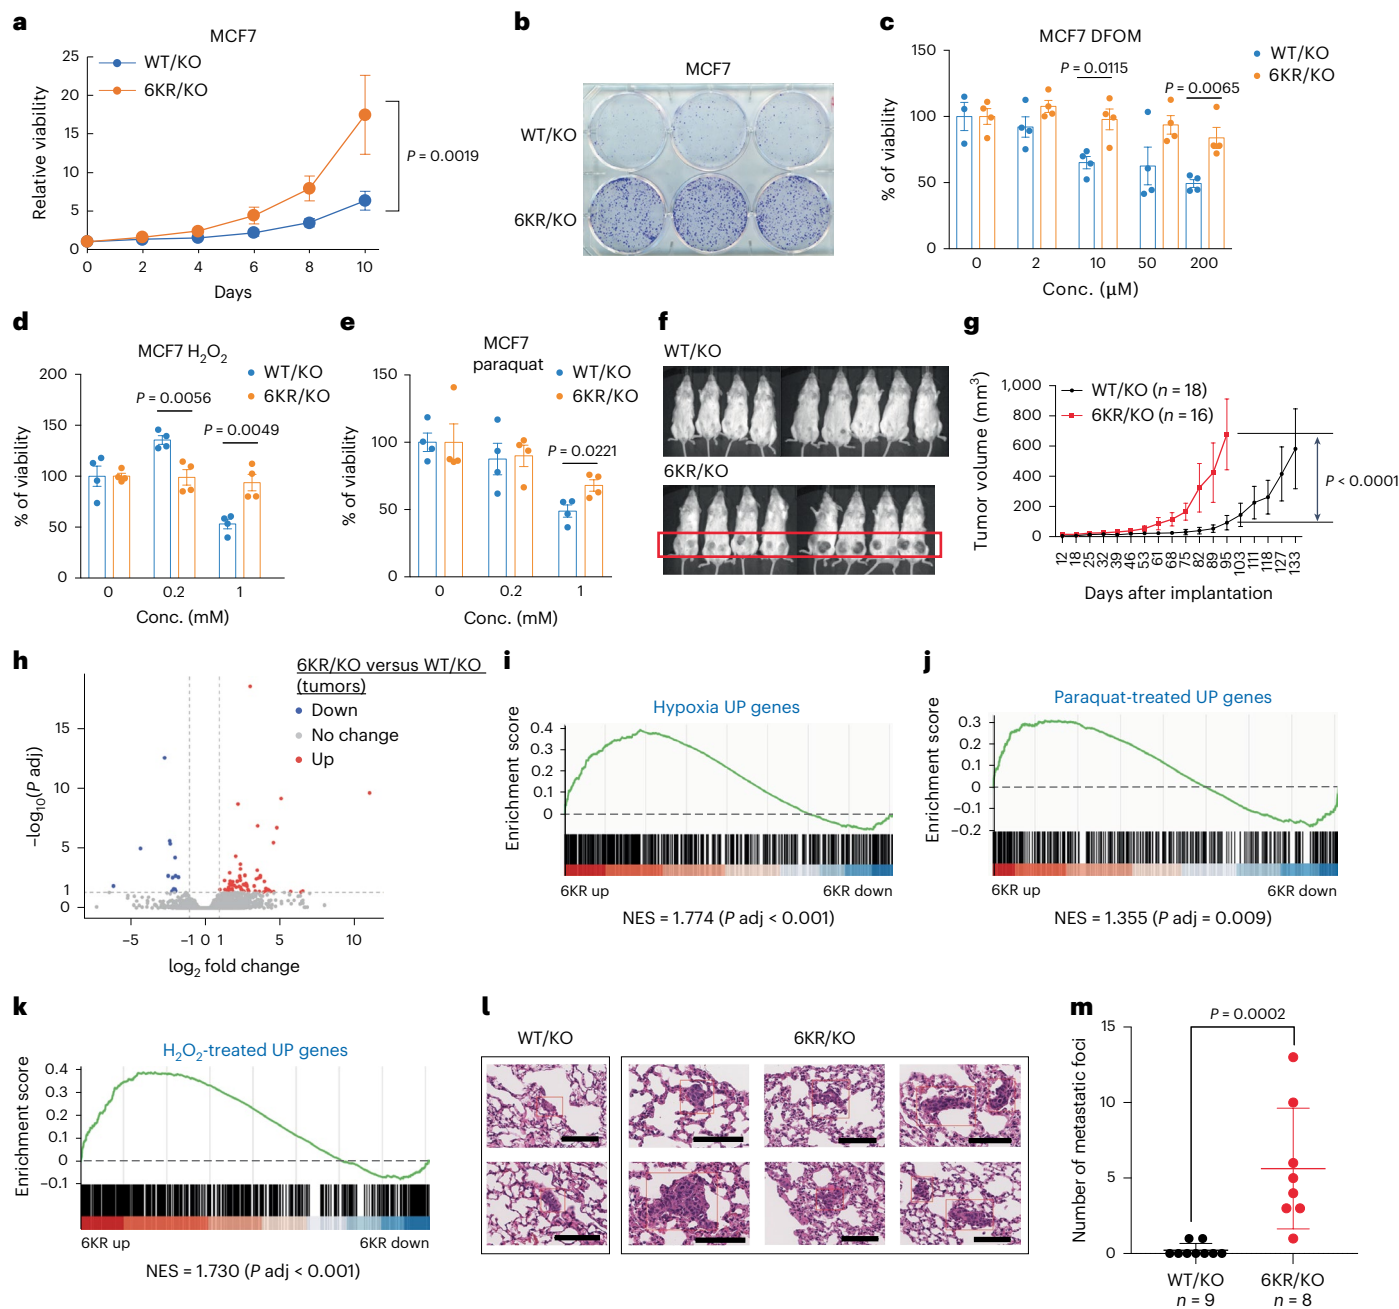 a
MCF7
WT/KO
6KR/KO
Relative viability
25
20
15
10
5
0
P = 0.0019
0 2 4 6 8 10
Days
b
MCF7
WT/KO
6KR/KO
c
MCF7 DFOM
WT/KO
6KR/KO
P = 0.0115
P = 0.0065
% of viability
150
100
50
0
0 2 10 50 200
Conc. (µM)
d
MCF7 H2O2
WT/KO
6KR/KO
P = 0.0056
P = 0.0049
% of viability
200
150
100
50
0
0 0.2 1
Conc. (mM)
e
MCF7
paraquat
WT/KO
6KR/KO
P = 0.0221
% of viability
150
100
50
0
0 0.2 1
Conc. (mM)
f
WT/KO
6KR/KO
g
Tumor volume (mm3)
1,000
800
600
400
200
0
WT/KO (n = 18)
6KR/KO (n = 16)
P < 0.0001
12 18 25 32 39 46 53 61 68 75 82 89 95 103 111 118 127 133
Days after implantation
h
6KR/KO versus WT/KO
(tumors)
Down
No change
Up
–log10(P adj)
15
10
5
1
0
–5 –1 0 1 5 10
log2 fold change
i
Hypoxia UP genes
Enrichment score
0.4
0.3
0.2
0.1
0
6KR up 6KR down
NES = 1.774 (P adj < 0.001)
j
Paraquat-treated UP genes
Enrichment score
0.3
0.2
0.1
0
–0.1
–0.2
6KR up 6KR down
NES = 1.355 (P adj = 0.009)
k
H2O2-treated UP genes
Enrichment score
0.4
0.3
0.2
0.1
0
–0.1
6KR up 6KR down
NES = 1.730 (P adj < 0.001)
l
WT/KO 6KR/KO
m
P = 0.0002
Number of metastatic foci
15
10
5
0
WT/KO 6KR/KO
n = 9 n = 8